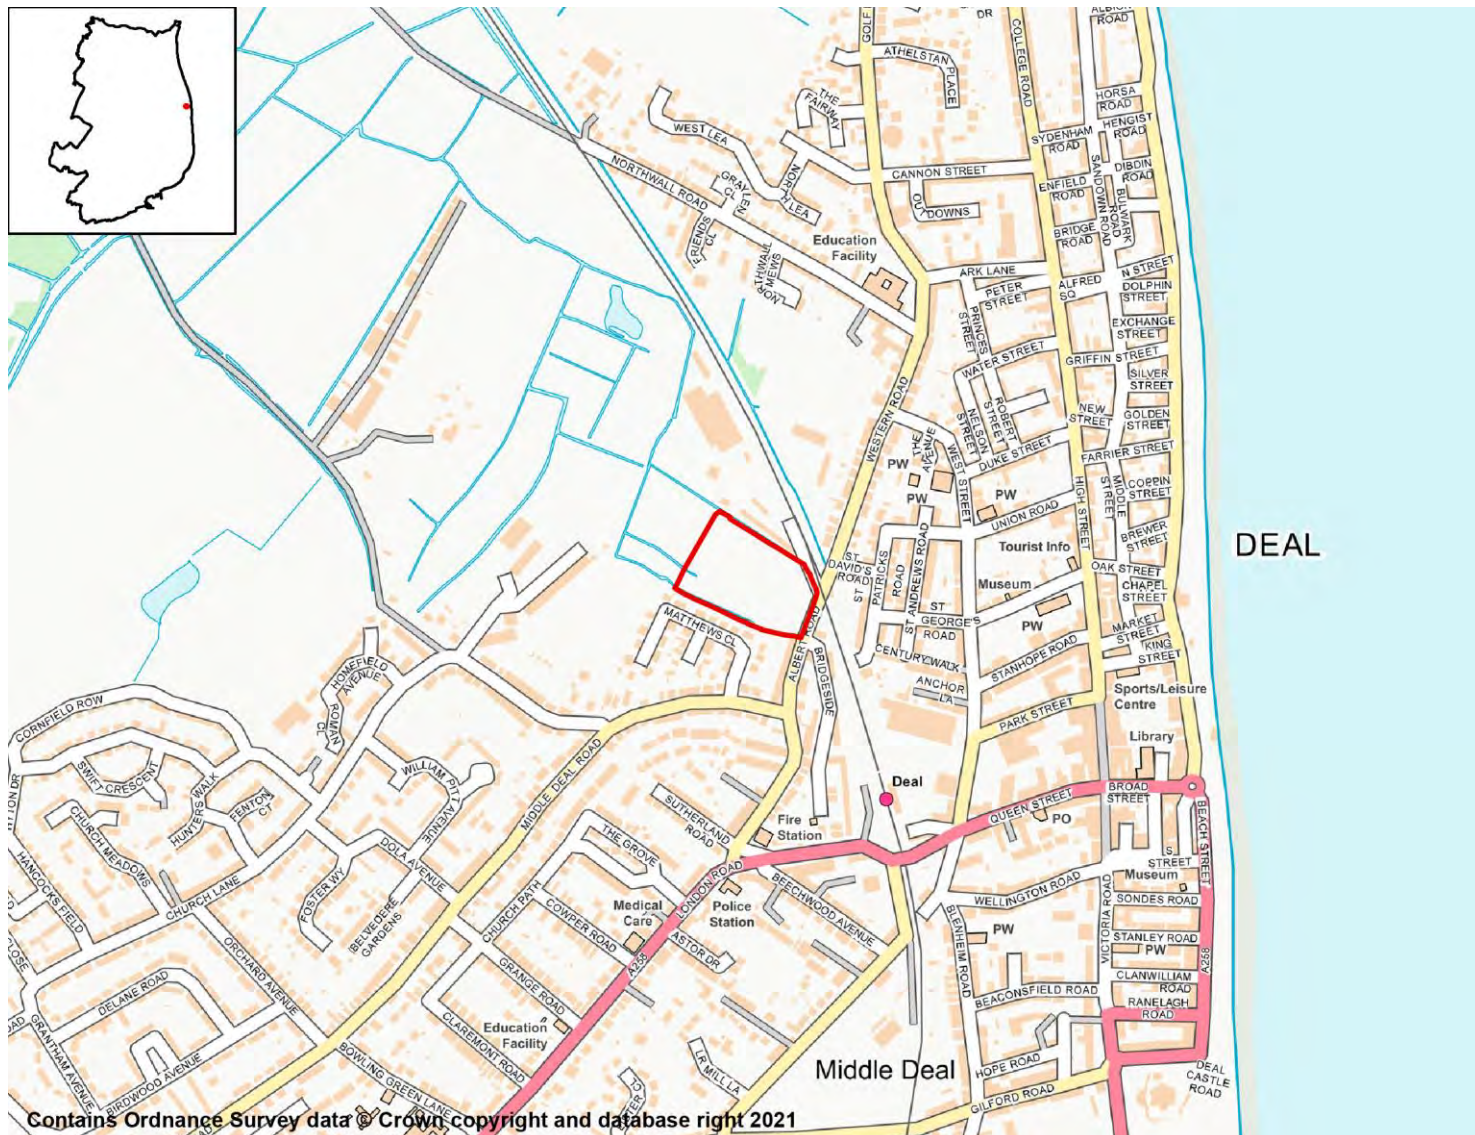 GOLF
DR
COLLEGE ROAD
ALBION
ROAD
ATHELSTAN
PLACE
THE
FAIRWAY
HORSA
ROAD
HENGIST
ROAD
SYDENHAM
ROAD
WEST LEA
NORTHWALL ROAD
GRAYLEN
CL
NORTH LEA
CANNON STREET
ENFIELD
ROAD
SANDOWN ROAD
DIBDIN
ROAD
BULWARK
ROAD
DOWNS
FRIENDS
CL
NORTHWALL
MEWS
Education
Facility
BRIDGE
ROAD
ARK LANE
PETER
STREET
ALFRED
SQ
N STREET
DOLPHIN
STREET
PRINCES
STREET
EXCHANGE
STREET
WATER STREET
GRIFFIN STREET
SILVER
STREET
WESTERN ROAD
ROBERT
STREET
NELSON
STREET
NEW
STREET
GOLDEN
STREET
THE
AVENUE
WEST STREET
DUKE STREET
FARRIER STREET
PW
PW
PW
HIGH STREET
MIDDLE
STREET
COPPIN
STREET
UNION ROAD
BREWER
STREET
DEAL
Tourist Info
OAK STREET
ST
DAVID'S
ROAD
ST
PATRICKS
ROAD
ST ANDREWS ROAD
Museum
CHAPEL
STREET
ST
GEORGE'S
ROAD
PW
MARKET
STREET
KING
STREET
MATTHEWS CL
ALBERT ROAD
BRIDGESIDE
CENTURY WALK
STANHOPE ROAD
ANCHOR
LA
Sports/Leisure
Centre
HOMEFIELD
AVENUE
ROMAN
CL
PARK STREET
Library
CORNFIELD ROW
SWIFT
CRESCENT
HUNTERS WALK
FENTON
CT
WILLIAM PITT AVENUE
MIDDLE DEAL ROAD
Deal
BROAD
STREET
QUEEN STREET
PO
BEACH STREET
SUTHERLAND
ROAD
Fire
Station
CHURCH MEADOWS
THE GROVE
DOLA AVENUE
FOSTER WY
BELVEDERE
GARDENS
HANCOCKS FIELD
CHURCH LANE
LONDON ROAD
BEECHWOOD AVENUE
S
STREET
Museum
WELLINGTON ROAD
SONDES ROAD
Police
Station
Medical
Care
CHURCH PATH
COWPER ROAD
ASTOR DR
A258
BLENHEIM ROAD
PW
VICTORIA ROAD
STANLEY ROAD
PW
A258
CLOSE
ORCHARD AVENUE
DELANE ROAD
GRANGE ROAD
CLANWILLIAM
ROAD
BEACONSFIELD ROAD
RANELAGH
ROAD
GRANTHAM AVENUE
BIRDWOOD AVENUE
Education
Facility
CLAREMONT ROAD
BOWLING GREEN LANE
LR MILL LA
Middle Deal
HOPE ROAD
GILFORD ROAD
DEAL
CASTLE
ROAD
Contains Ordnance Survey data © Crown copyright and database right 2021